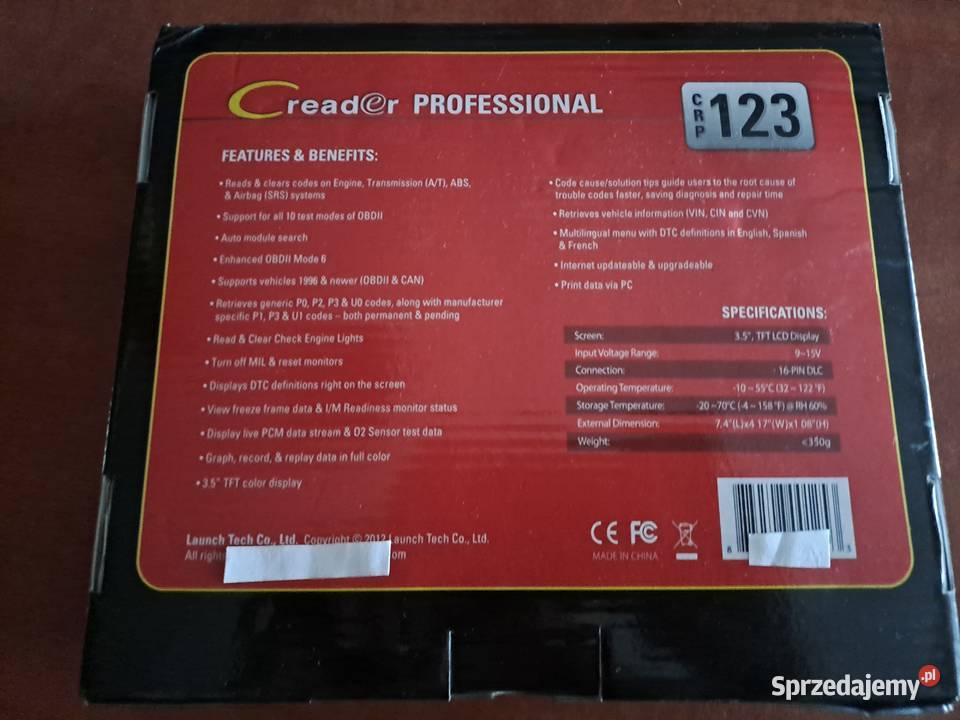 Creader PROFESSIONAL
CRP 123
FEATURES & BENEFITS:
• Reads & clears codes on Engine, Transmission (A/T), ABS,
& Airbag (SRS) systems
• Support for all 10 test modes of OBDII
• Auto module search
• Enhanced OBDII Mode 6
• Supports vehicles 1996 & newer (OBDII & CAN)
• Retrieves generic P0, P2, P3 & U0 codes, along with manufacturer
specific P1, P3 & U1 codes – both permanent & pending
• Read & Clear Check Engine Lights
• Turn off MIL & reset monitors
• Displays DTC definitions right on the screen
• View freeze frame data & I/M Readiness monitor status
• Display live PCM data stream & O2 Sensor test data
• Graph, record, & replay data in full color
• 3.5" TFT color display
• Code cause/solution tips guide users to the root cause of
trouble codes faster, saving diagnosis and repair time
• Retrieves vehicle information (VIN, CIN and CVN)
• Multilingual menu with DTC definitions in English, Spanish
& French
• Internet updateable & upgradeable
• Print data via PC
SPECIFICATIONS:
Screen: 3.5", TFT LCD Display
Input Voltage Range: 9~15V
Connection: 16-PIN DLC
Operating Temperature: -10 ~ 55°C (32 ~ 122 °F)
Storage Temperature: -20 ~70°C (-4 ~ 158 °F) @ RH 60%
External Dimension: 7.4"(L)x4 17"(W)x1 08"(H)
Weight: <350g
Launch Tech Co., Ltd. Copyright © 2012 Launch Tech Co., Ltd.
All rights om
CE FC
MADE IN CHINA
8 3
Sprzedajemy.pl